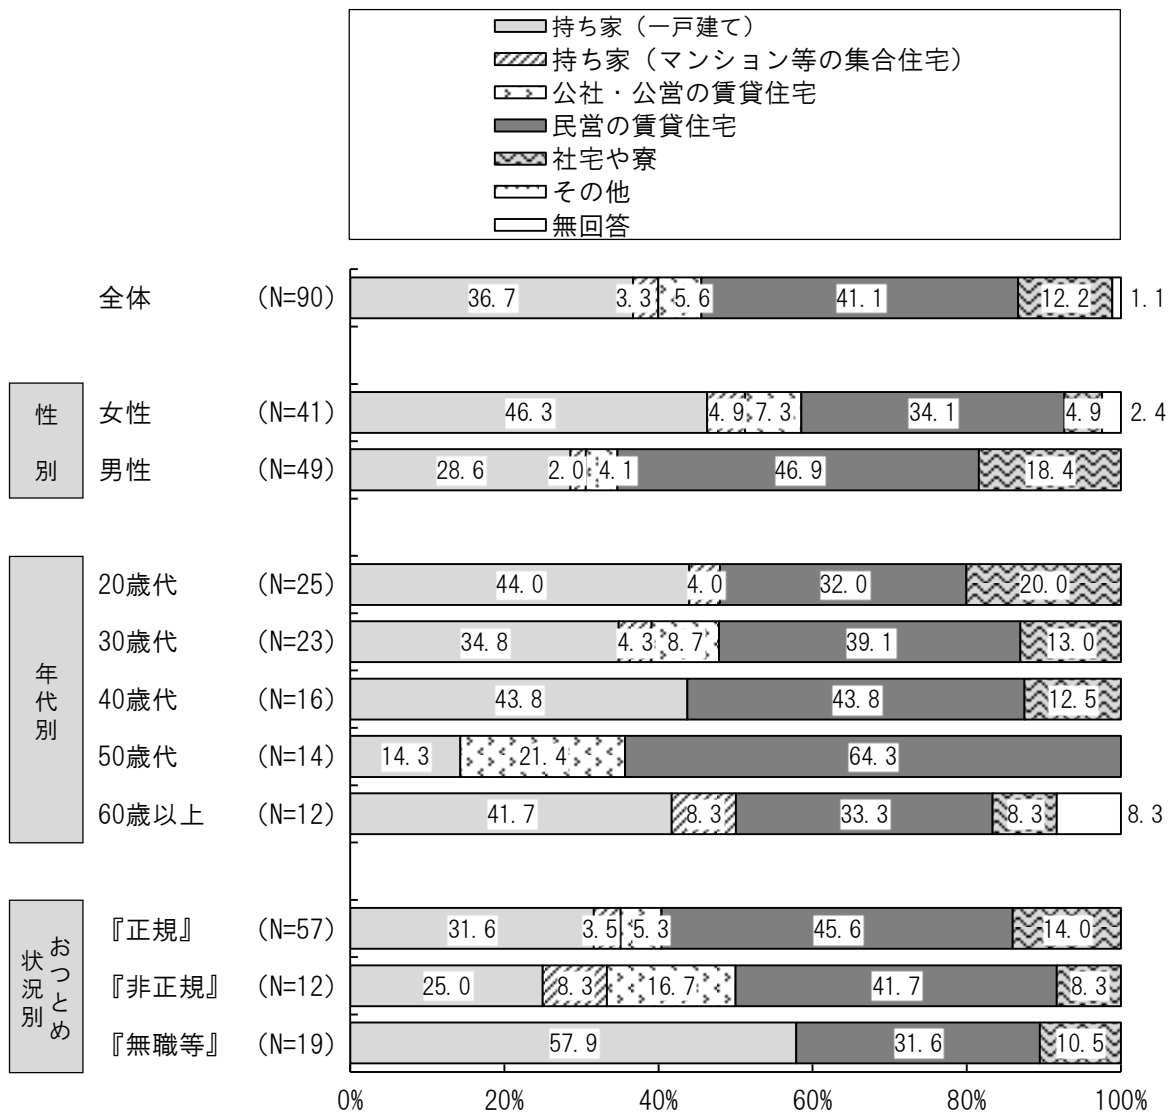 持ち家（一戸建て）
持ち家（マンション等の集合住宅）
公社・公営の賃貸住宅
民営の賃貸住宅
社宅や寮
その他
無回答
全体 （N=90） 36.7 3.3 5.6 41.1 12.2 1.1
性別
女性 （N=41） 46.3 4.9 7.3 34.1 4.9 2.4
男性 （N=49） 28.6 2.0 4.1 46.9 18.4
年代別
20歳代 （N=25） 44.0 4.0 32.0 20.0
30歳代 （N=23） 34.8 4.3 8.7 39.1 13.0
40歳代 （N=16） 43.8 43.8 12.5
50歳代 （N=14） 14.3 21.4 64.3
60歳以上 （N=12） 41.7 8.3 33.3 8.3 8.3
おつとめ
状況別
『正規』 （N=57） 31.6 3.5 5.3 45.6 14.0
『非正規』 （N=12） 25.0 8.3 16.7 41.7 8.3
『無職等』 （N=19） 57.9 31.6 10.5
0% 20% 40% 60% 80% 100%